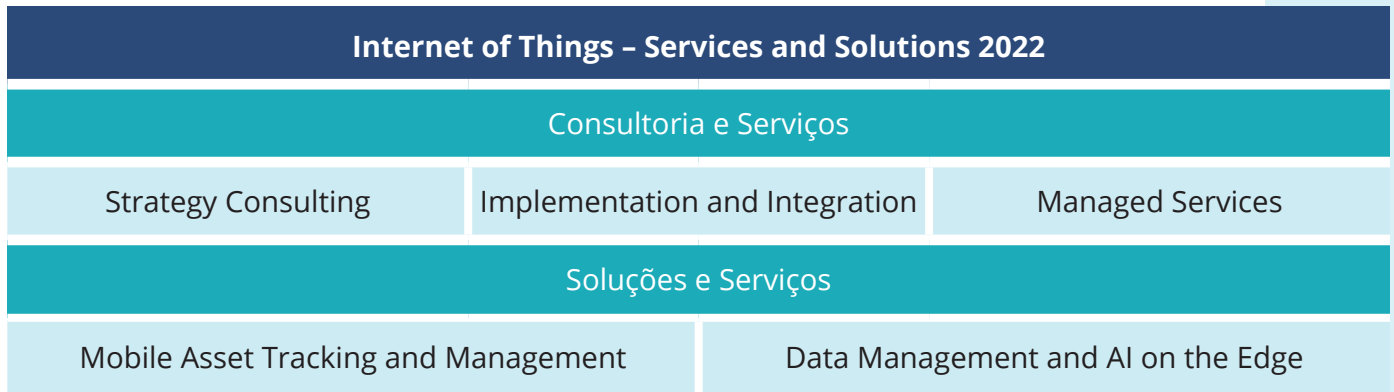 Internet of Things – Services and Solutions 2022
Consultoria e Serviços
Strategy Consulting
Implementation and Integration
Managed Services
Soluções e Serviços
Mobile Asset Tracking and Management
Data Management and AI on the Edge